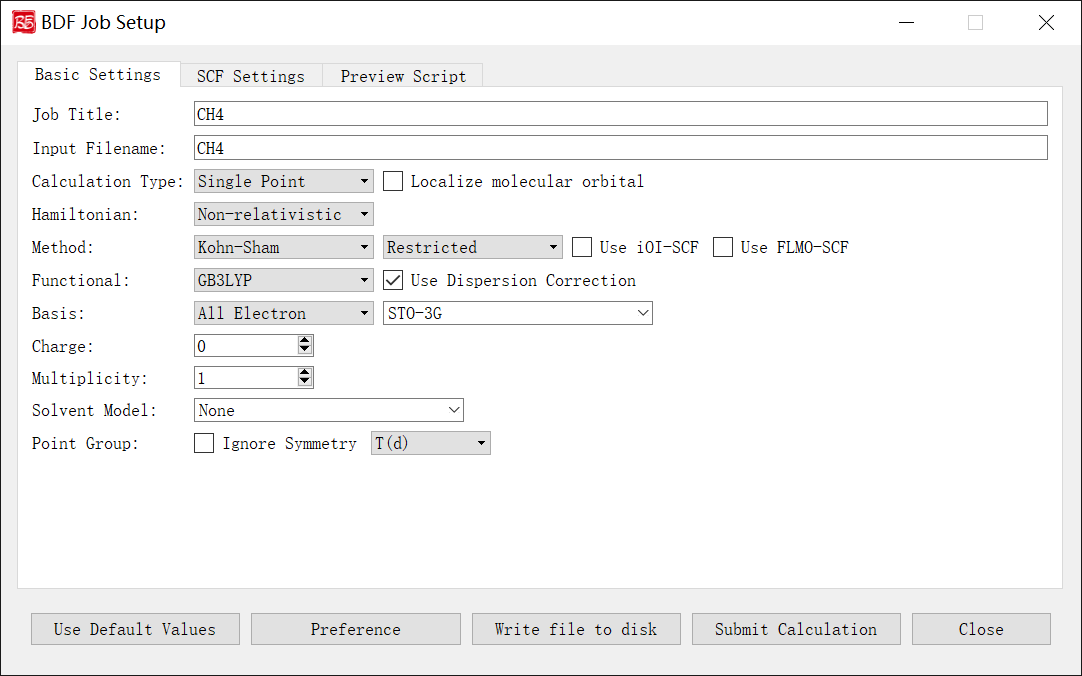 BDF Job Setup
Basic Settings SCF Settings Preview Script
Job Title: CH4
Input Filename: CH4
Calculation Type: Single Point Localize molecular orbital
Hamiltonian: Non-relativistic
Method: Kohn-Sham Restricted Use iOI-SCF Use FLMO-SCF
Functional: GB3LYP Use Dispersion Correction
Basis: All Electron STO-3G
Charge: 0
Multiplicity: 1
Solvent Model: None
Point Group: Ignore Symmetry T(d)
Use Default Values Preference Write file to disk Submit Calculation Close